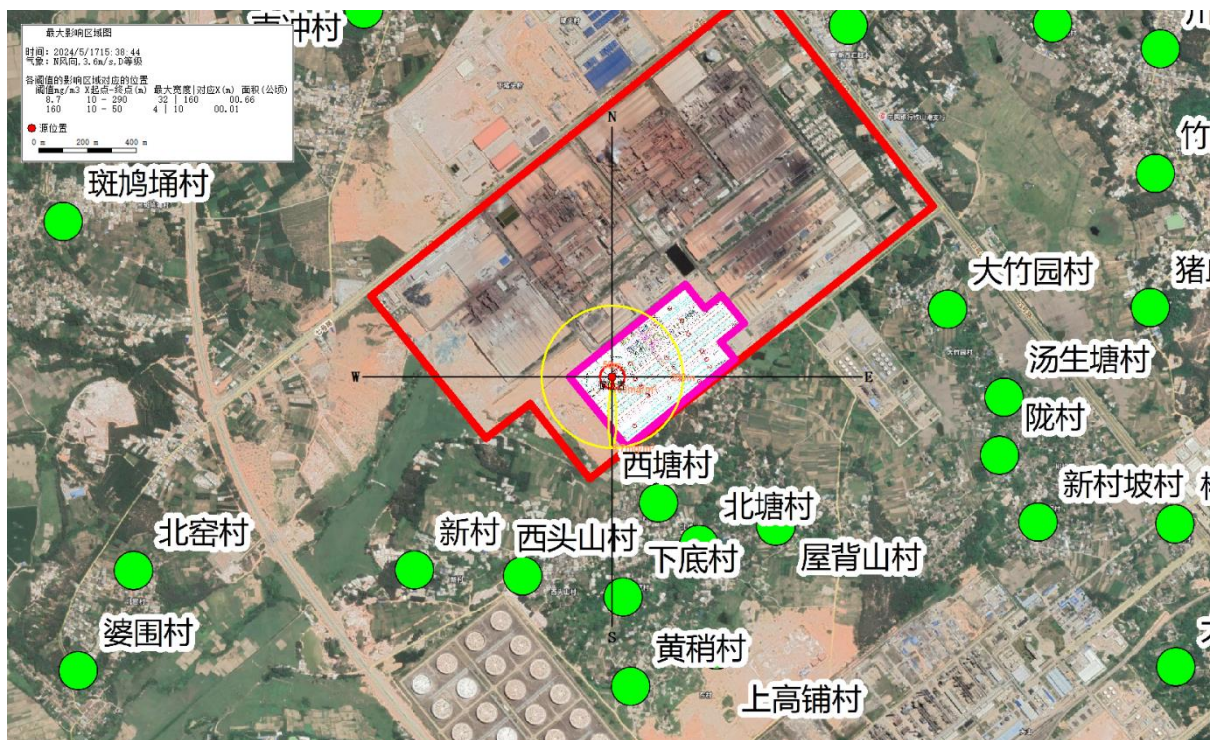 最大影响区域图
时间: 2024/5/1715:38:44
气象: N风向,3.6m/s,D等级
各阈值的影响区域对应的位置
阈值mg/m3 X起点-终点(m) 最大宽度|对应X(m) 面积(公顷)
8.7 10 - 290 32 | 160 00.66
160 10 - 50 4 | 10 00.01
源位置
0 m 200 m 400 m
斑鸠埇村
N
W
E
S
竹
大竹园村
大竹园村
汤生塘村
陇村
新村坡村
西塘村
北塘村
屋背山村
下底村
西头山村
新村
北窑村
婆围村
黄稍村
上高铺村